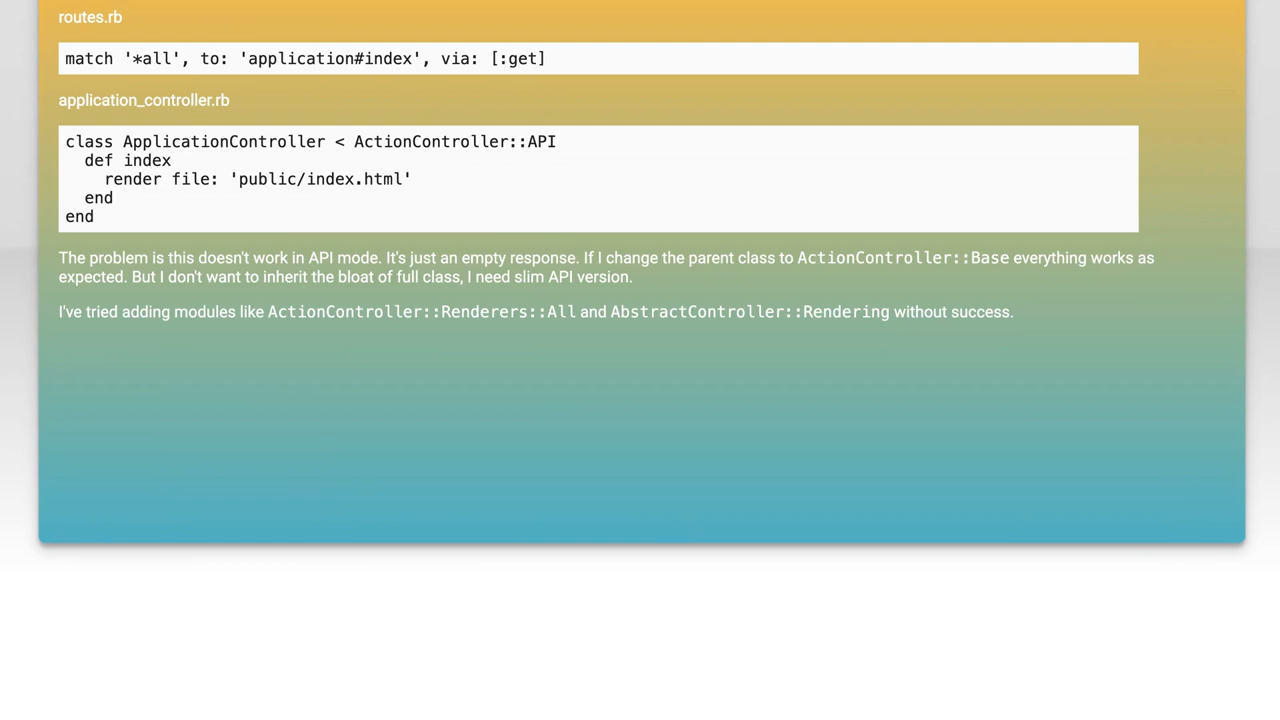 routes.rb
match '*all', to: 'application#index', via: [:get]
application_controller.rb
class ApplicationController < ActionController::API
  def index
    render file: 'public/index.html'
  end
end
The problem is this doesn't work in API mode. It's just an empty response. If I change the parent class to ActionController::Base everything works as
expected. But I don't want to inherit the bloat of full class, I need slim API version.
I've tried adding modules like ActionController::Renderers::All and AbstractController::Rendering without success.